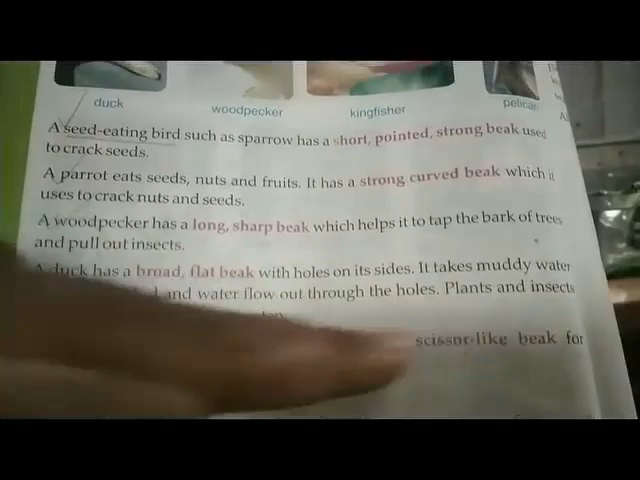 duck
woodpecker
kingfisher
pelican
A seed-eating bird such as sparrow has a short, pointed, strong beak used
to crack seeds.
A parrot eats seeds, nuts and fruits. It has a strong curved beak which it
uses to crack nuts and seeds.
A woodpecker has a long, sharp beak which helps it to tap the bark of trees
and pull out insects.
A duck has a broad, flat beak with holes on its sides. It takes muddy water
and water flow out through the holes. Plants and insects
scissor-like beak for